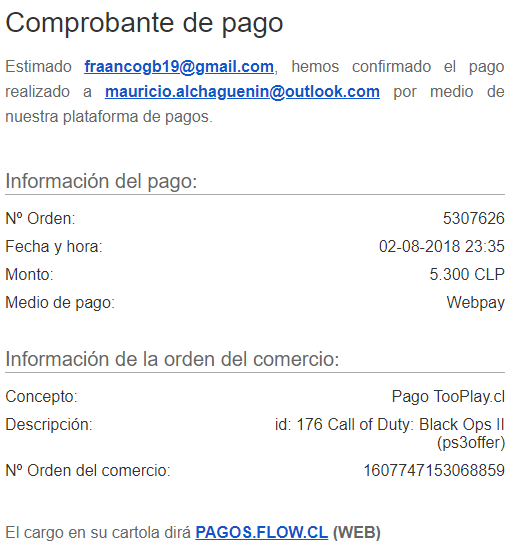 Comprobante de pago
Estimado fraancogb19@gmail.com, hemos confirmado el pago
realizado a mauricio.alchaguenin@outlook.com por medio de
nuestra plataforma de pagos.
Información del pago:
Nº Orden: 5307626
Fecha y hora: 02-08-2018 23:35
Monto: 5.300 CLP
Medio de pago: Webpay
Información de la orden del comercio:
Concepto: Pago TooPlay.cl
Descripción: id: 176 Call of Duty: Black Ops II
(ps3offer)
Nº Orden del comercio: 1607747153068859
El cargo en su cartola dirá PAGOS.FLOW.CL (WEB)